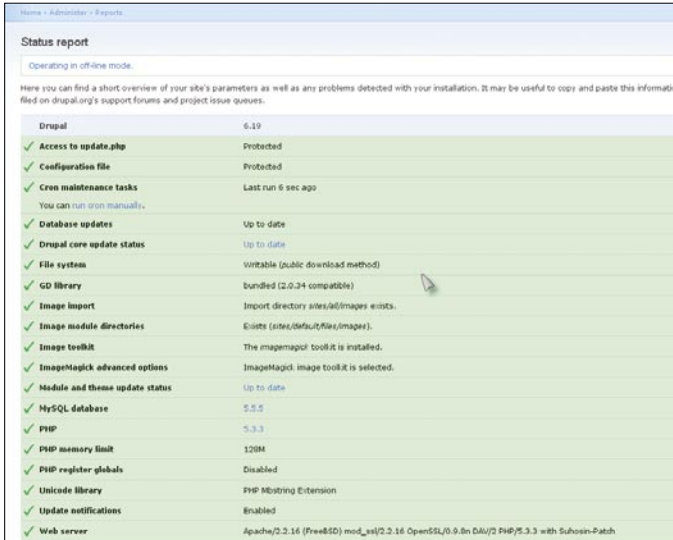 Home › Administer › Reports
Status report
Operating in off-line mode.
Here you can find a short overview of your site's parameters as well as any problems detected with your installation. It may be useful to copy and paste this informati
filed on drupal.org's support forums and project issue queues.
Drupal 6.19
Access to update.php Protected
Configuration file Protected
Cron maintenance tasks Last run 6 sec ago
You can run cron manually.
Database updates Up to date
Drupal core update status Up to date
File system Writable (public download method)
GD library bundled (2.0.34 compatible)
Image import Import directory sites/all/images exists.
Image module directories Exists (sites/default/files/images).
Image toolkit The imagemagick toolkit is installed.
ImageMagick advanced options ImageMagick image toolkit is selected.
Module and theme update status Up to date
MySQL database 5.5.5
PHP 5.3.3
PHP memory limit 128M
PHP register globals Disabled
Unicode library PHP Mbstring Extension
Update notifications Enabled
Web server Apache/2.2.16 (FreeBSD) mod_ssl/2.2.16 OpenSSL/0.9.8n DAV/2 PHP/5.3.3 with Suhosin-Patch